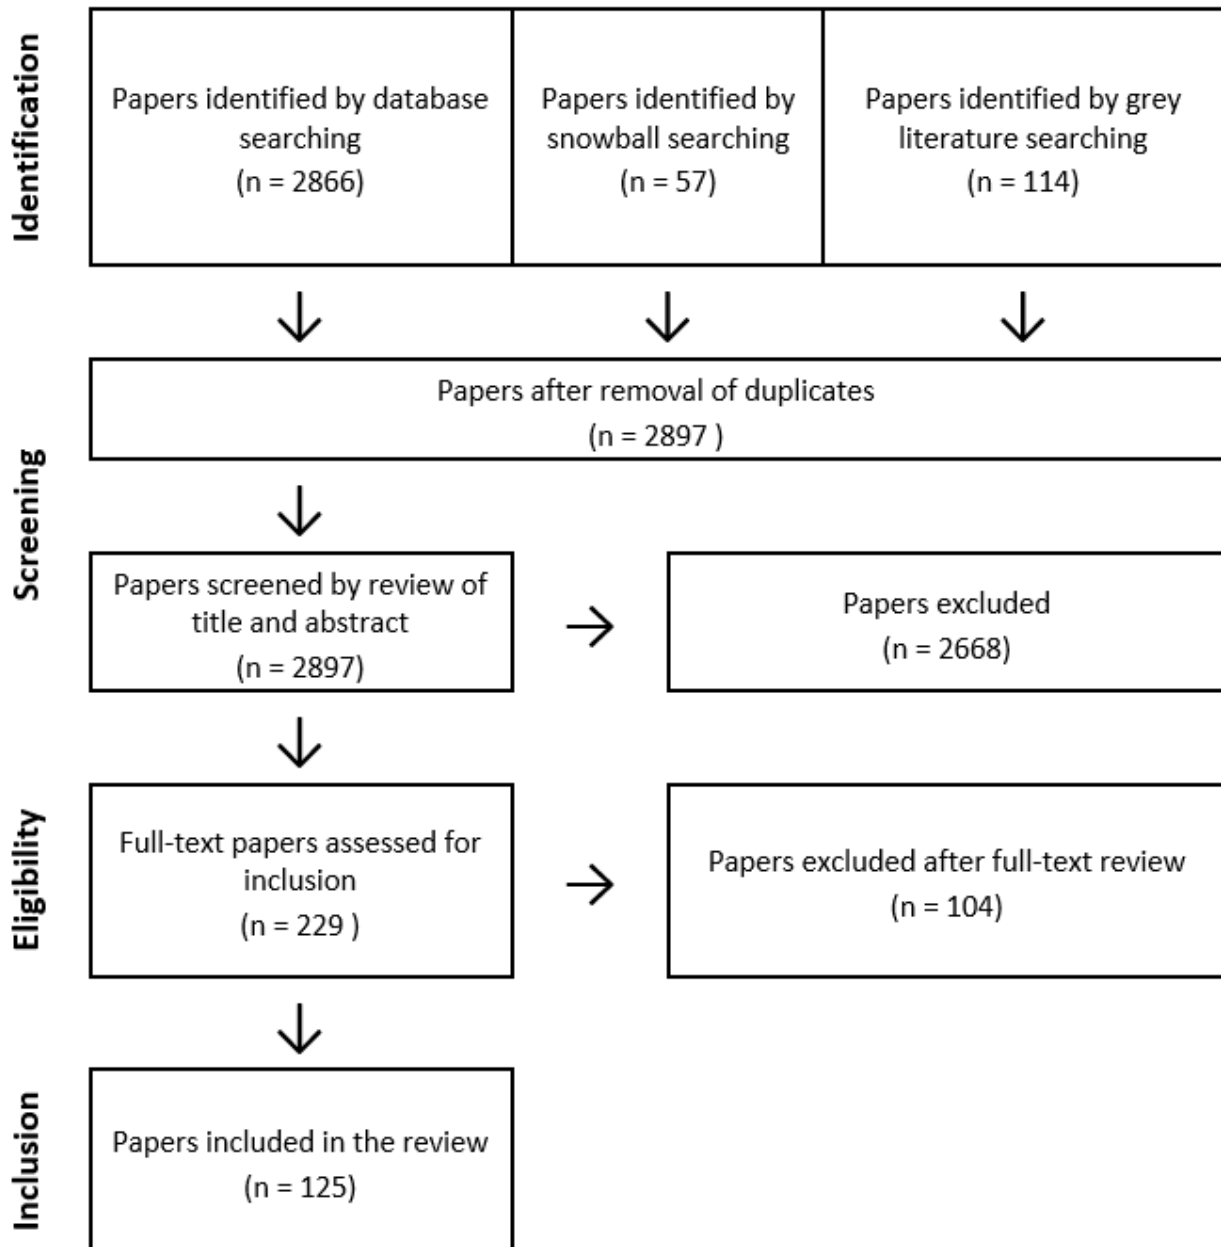 Identification
Papers identified by database
searching
(n = 2866)
Papers identified by
snowball searching
(n = 57)
Papers identified by grey
literature searching
(n = 114)
Screening
Papers after removal of duplicates
(n = 2897 )
Papers screened by review of
title and abstract
(n = 2897)
Papers excluded
(n = 2668)
Eligibility
Full-text papers assessed for
inclusion
(n = 229 )
Papers excluded after full-text review
(n = 104)
Inclusion
Papers included in the review
(n = 125)